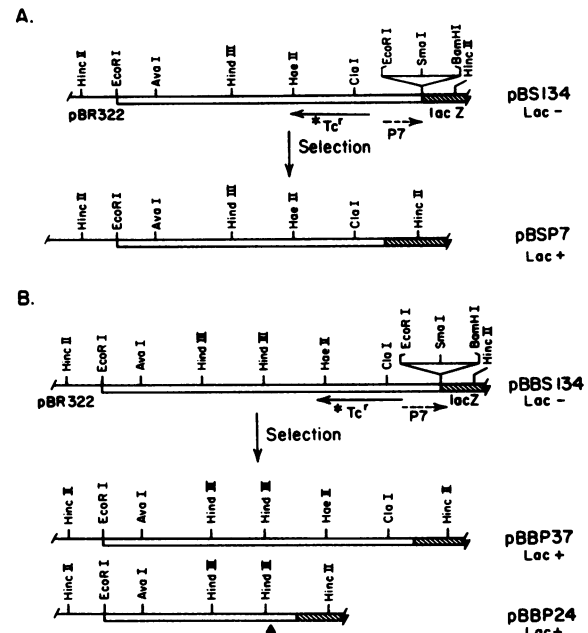 A.
Hinc II
EcoR I
Ava I
Hind III
Hae II
Cla I
EcoR I
Sma I
BamH I
Hinc II
pBR322
lac Z
*Tcr
P7
pBS134
Lac -
Selection
Hinc II
EcoR I
Ava I
Hind III
Hae II
Cla I
Hinc II
pBSP7
Lac +
B.
Hinc II
EcoR I
Ava I
Hind III
Hind III
Hae II
Cla I
EcoR I
Sma I
BamH I
Hinc II
pBR322
lacZ
*Tcr
P7
pBBS134
Lac -
Selection
Hinc II
EcoR I
Ava I
Hind III
Hind III
Hae II
Cla I
Hinc II
pBBP37
Lac +
Hinc II
EcoR I
Ava I
Hind III
Hind III
Hinc II
pBBP24
Lac+